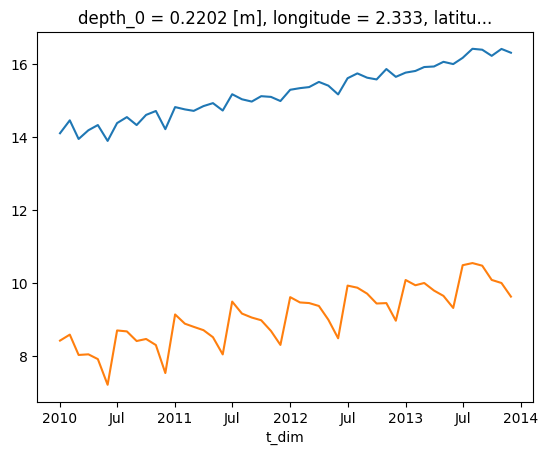 depth_0 = 0.2202 [m], longitude = 2.333, latitu...
16
14
12
10
8
2010 Jul 2011 Jul 2012 Jul 2013 Jul 2014
t_dim